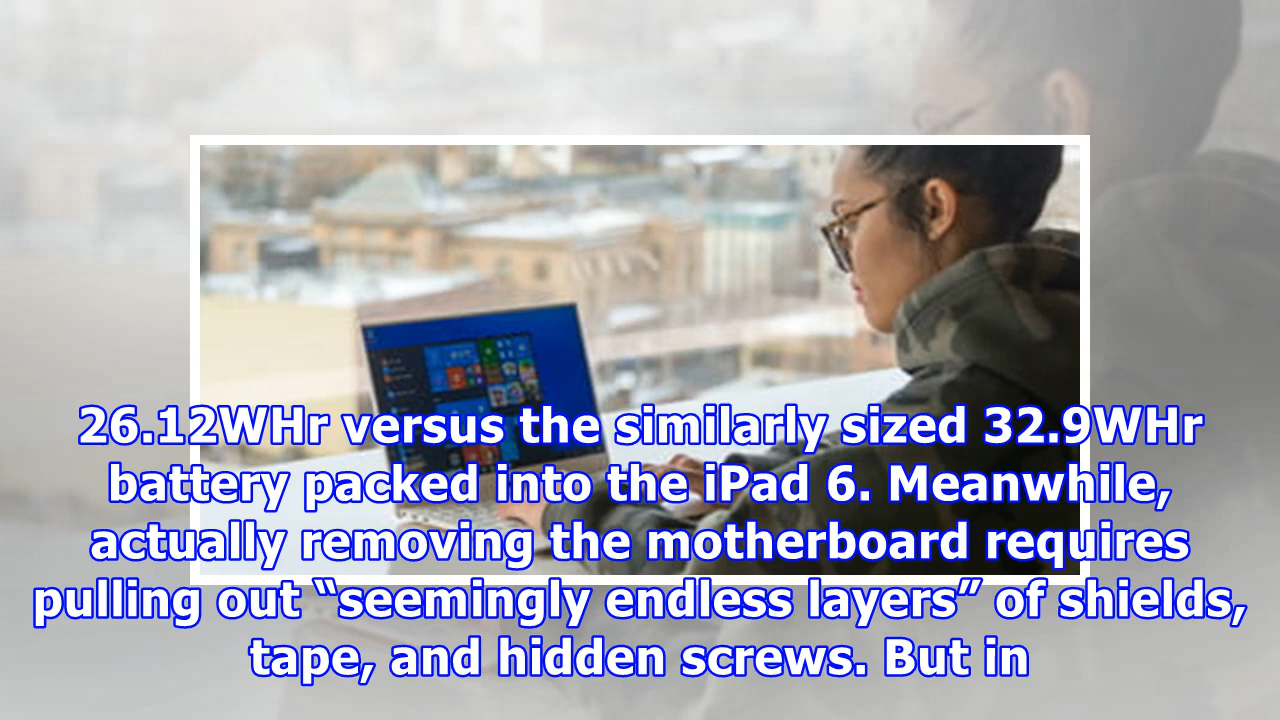 26.12WHr versus the similarly sized 32.9WHr
battery packed into the iPad 6. Meanwhile,
actually removing the motherboard requires
pulling out “seemingly endless layers” of shields,
tape, and hidden screws. But in